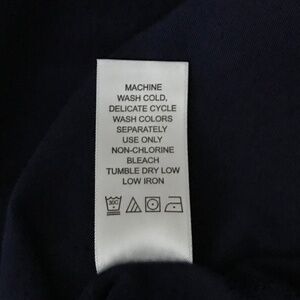 MACHINE
WASH COLD,
DELICATE CYCLE
WASH COLORS
SEPARATELY
USE ONLY
NON-CHLORINE
BLEACH
TUMBLE DRY LOW
LOW IRON